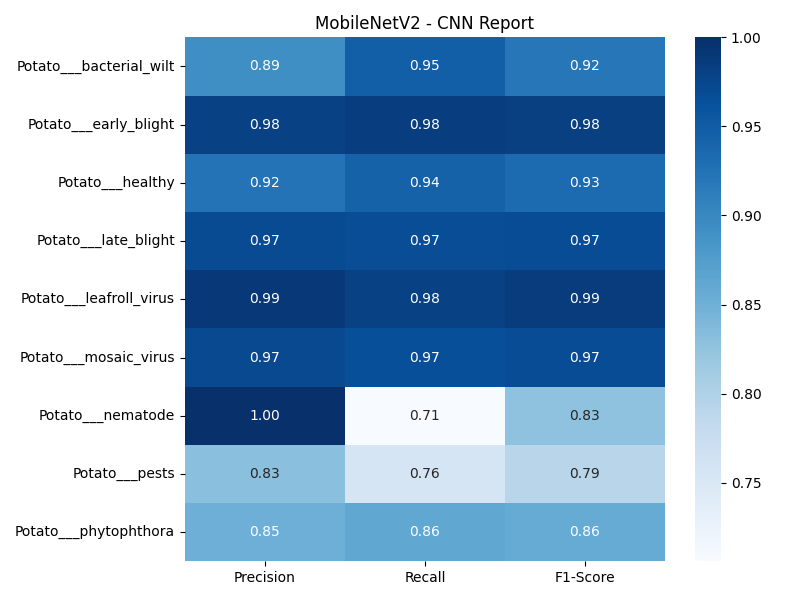 MobileNetV2 - CNN Report
Potato___bacterial_wilt 0.89 0.95 0.92
Potato___early_blight 0.98 0.98 0.98
Potato___healthy 0.92 0.94 0.93
Potato___late_blight 0.97 0.97 0.97
Potato___leafroll_virus 0.99 0.98 0.99
Potato___mosaic_virus 0.97 0.97 0.97
Potato___nematode 1.00 0.71 0.83
Potato___pests 0.83 0.76 0.79
Potato___phytophthora 0.85 0.86 0.86
Precision Recall F1-Score
1.00
0.95
0.90
0.85
0.80
0.75